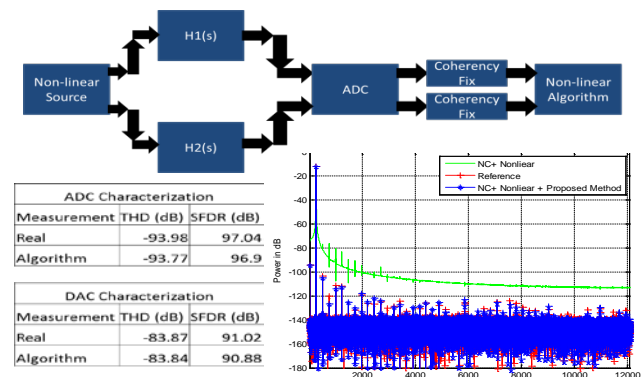 H1(s)
Non-linear
Source
ADC
Coherency
Fix
Coherency
Fix
Non-linear
Algorithm
H2(s)
ADC Characterization
Measurement THD (dB) SFDR (dB)
Real -93.98 97.04
Algorithm -93.77 96.9
DAC Characterization
Measurement THD (dB) SFDR (dB)
Real -83.87 91.02
Algorithm -83.84 90.88
NC+ Nonliear
Reference
NC+ Nonliear + Proposed Method
Power in dB
0
-20
-40
-60
-80
-100
-120
-140
-160
-180
2000
4000
6000
8000
10000
12000